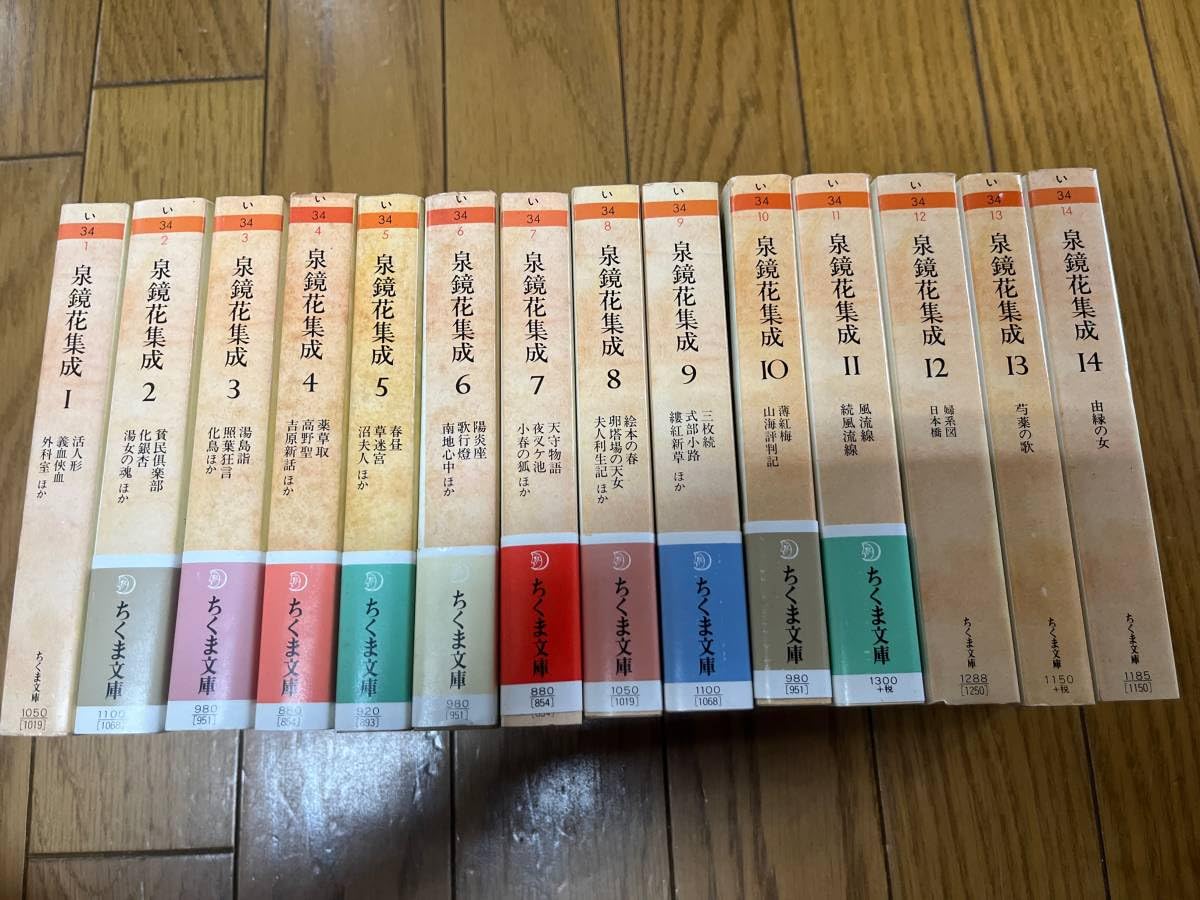 い
34
1
泉鏡花集成
1
活人形
義血侠血
外科室 ほか
ちくま文庫
1050
[1019]
い
34
2
泉鏡花集成
2
貧民倶楽部
化銀杏
湯女の魂 ほか
ちくま文庫
1100
[1068]
い
34
3
泉鏡花集成
3
湯島詣
照葉狂言
化鳥ほか
ちくま文庫
980
[951]
い
34
4
泉鏡花集成
4
薬草取
高野聖
吉原新話 ほか
ちくま文庫
880
[854]
い
34
5
泉鏡花集成
5
春昼
草迷宮
沼夫人 ほか
ちくま文庫
920
[893]
い
34
6
泉鏡花集成
6
陽炎座
歌行燈
南地心中 ほか
ちくま文庫
980
[951]
い
34
7
泉鏡花集成
7
天守物語
夜叉ケ池
小春の狐 ほか
ちくま文庫
880
[854]
い
34
8
泉鏡花集成
8
絵本の春
卵塔場の天女
夫人利生記 ほか
ちくま文庫
1050
[1019]
い
34
9
泉鏡花集成
9
三枚続
式部小路
縷紅新草 ほか
ちくま文庫
1100
[1068]
い
34
10
泉鏡花集成
10
薄紅梅
山海評判記
ちくま文庫
980
[951]
い
34
11
泉鏡花集成
11
風流線
続風流線
ちくま文庫
1300
+税
い
34
12
泉鏡花集成
12
婦系図
日本橋
ちくま文庫
1288
[1250]
い
34
13
泉鏡花集成
13
芍薬の歌
ちくま文庫
1150
+税
い
34
14
泉鏡花集成
14
由縁の女
ちくま文庫
1185
[1150]